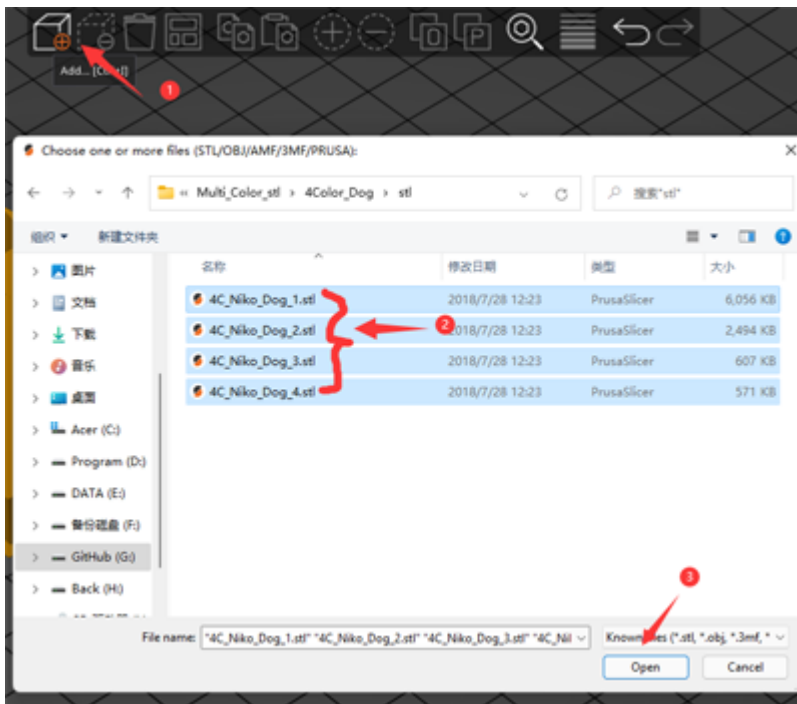 Add... [Ctrl+I]
1
Choose one or more files (STL/OBJ/AMF/3MF/PRUSA):
« Multi_Color_stl › 4Color_Dog › stl
搜索"stl"
组织 新建文件夹
名称 修改日期 类型 大小
图片
文档
下载
音乐
桌面
Acer (C:)
Program (D:)
DATA (E:)
备份磁盘 (F:)
GitHub (G:)
Back (H:)
4C_Niko_Dog_1.stl 2018/7/28 12:23 PrusaSlicer 6,056 KB
4C_Niko_Dog_2.stl 2018/7/28 12:23 PrusaSlicer 2,494 KB
4C_Niko_Dog_3.stl 2018/7/28 12:23 PrusaSlicer 607 KB
4C_Niko_Dog_4.stl 2018/7/28 12:23 PrusaSlicer 571 KB
2
3
File name: "4C_Niko_Dog_1.stl" "4C_Niko_Dog_2.stl" "4C_Niko_Dog_3.stl" "4C_Nil
Known files (*.stl, *.obj, *.3mf, *
Open Cancel